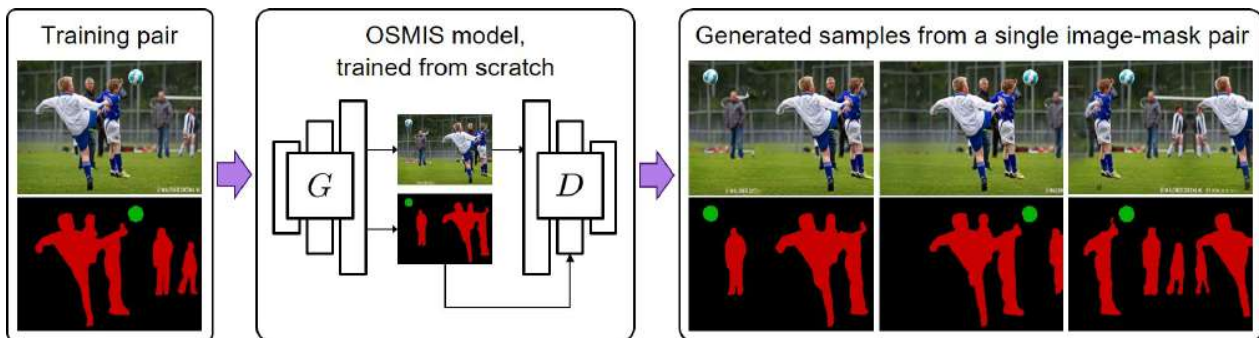 Training pair
OSMIS model,
trained from scratch
Generated samples from a single image-mask pair
G
D